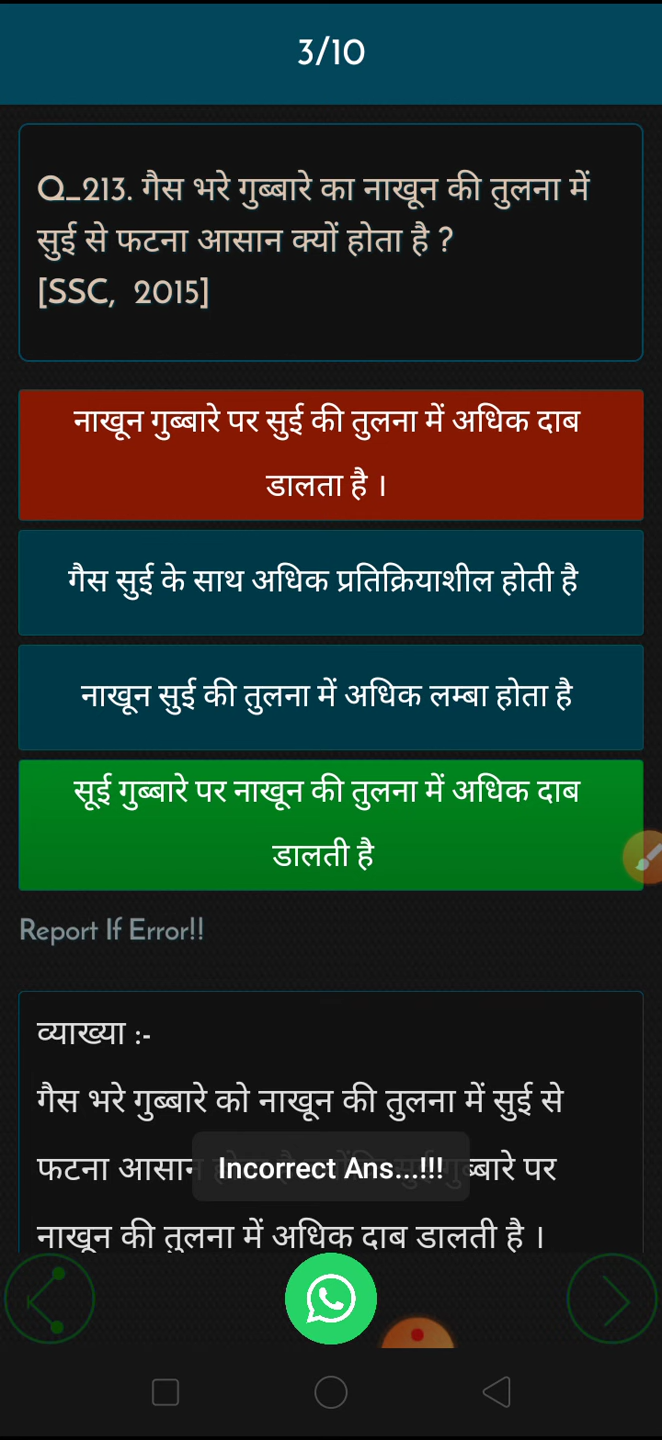 3/10
Q_213. गैस भरे गुब्बारे का नाखून की तुलना में
सुई से फटना आसान क्यों होता है ?
[SSC, 2015]
नाखून गुब्बारे पर सुई की तुलना में अधिक दाब
डालता है ।
गैस सुई के साथ अधिक प्रतिक्रियाशील होती है
नाखून सुई की तुलना में अधिक लम्बा होता है
सूई गुब्बारे पर नाखून की तुलना में अधिक दाब
डालती है
Report If Error!!
व्याख्या :-
गैस भरे गुब्बारे को नाखून की तुलना में सुई से
फटना आसान
Incorrect Ans...!!!
पर
नाखून की तुलना में अधिक दाब डालती है ।